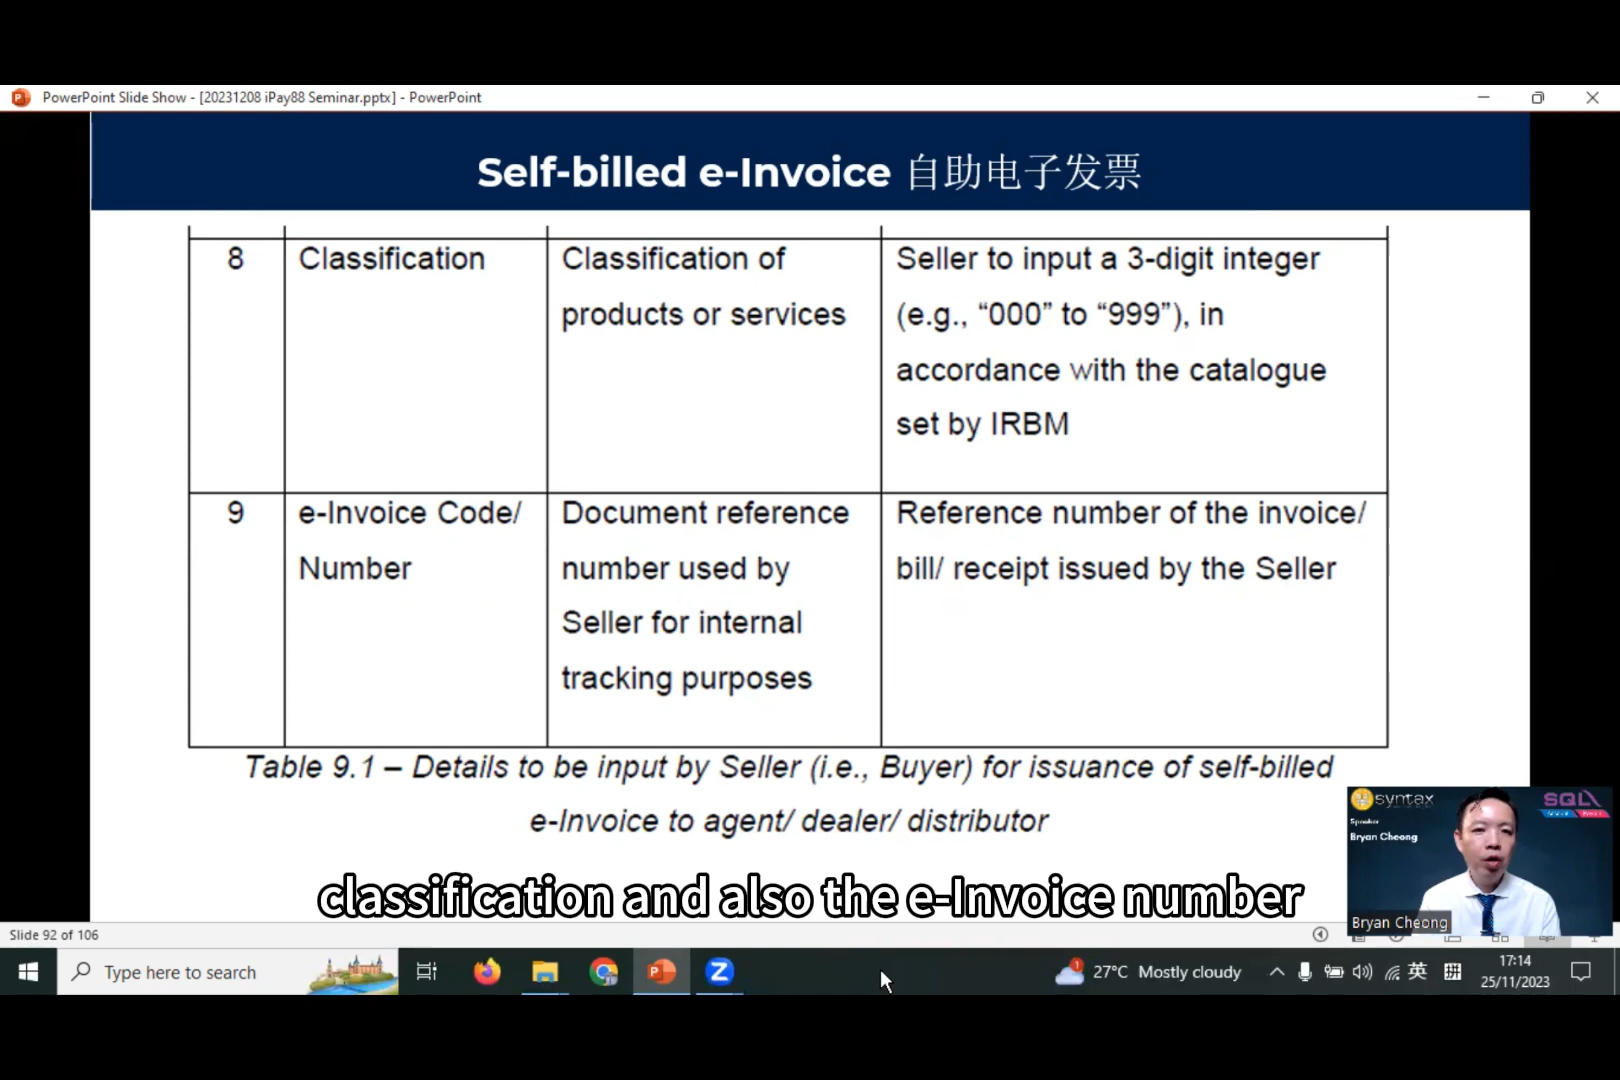 PowerPoint Slide Show - [20231208 iPay88 Seminar.pptx] - PowerPoint
Self-billed e-Invoice 自助电子发票
8
Classification
Classification of
products or services
Seller to input a 3-digit integer
(e.g., “000” to “999”), in
accordance with the catalogue
set by IRBM
9
e-Invoice Code/
Number
Document reference
number used by
Seller for internal
tracking purposes
Reference number of the invoice/
bill/ receipt issued by the Seller
Table 9.1 – Details to be input by Seller (i.e., Buyer) for issuance of self-billed
e-Invoice to agent/ dealer/ distributor
syntax
SQL
Speaker
Bryan Cheong
Bryan Cheong
classification and also the e-Invoice number
Slide 92 of 106
Type here to search
27°C Mostly cloudy
英
拼
17:14
25/11/2023